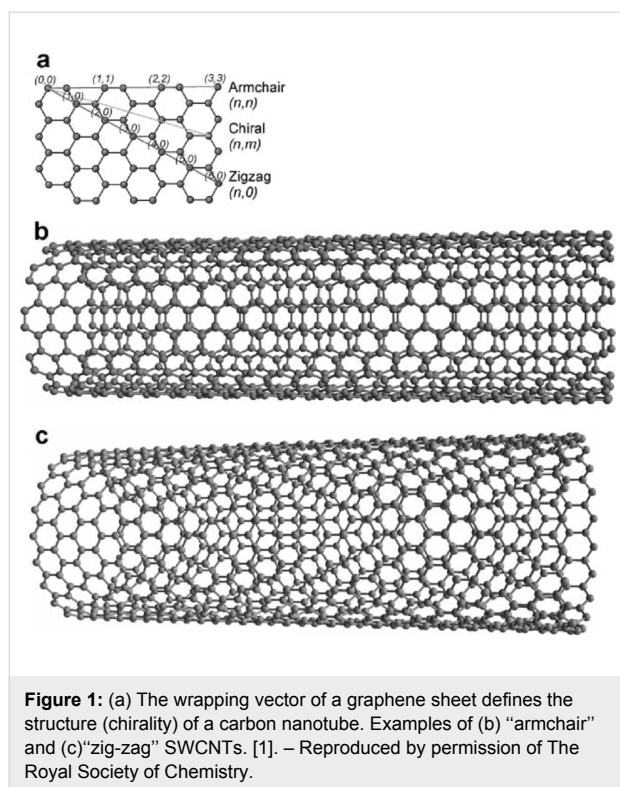 a
(0,0) (1,1) (2,2) (3,3)
Armchair
(1,0)
(n,n)
(2,0)
Chiral
(3,0)
(n,m)
(4,0)
(5,0)
Zigzag
(6,0)
(n,0)
b
c
Figure 1: (a) The wrapping vector of a graphene sheet defines the
structure (chirality) of a carbon nanotube. Examples of (b) “armchair”
and (c)“zig-zag” SWCNTs. [1]. – Reproduced by permission of The
Royal Society of Chemistry.